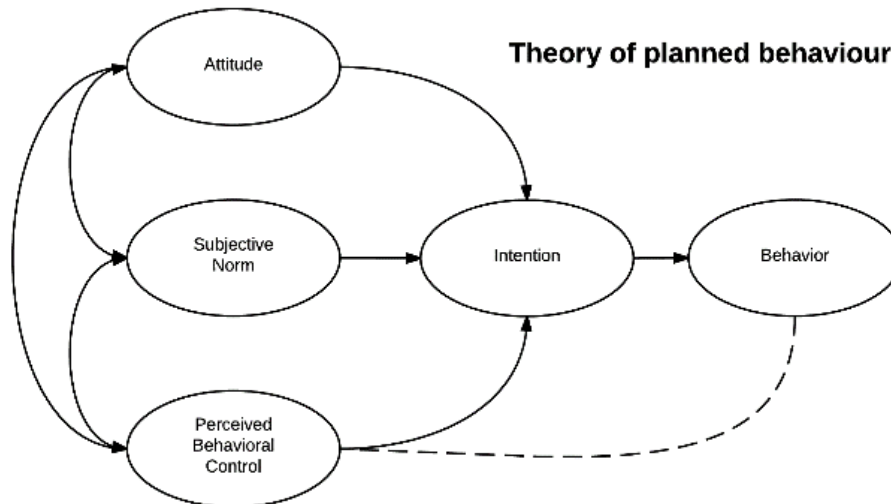 Theory of planned behaviour
Attitude
Subjective
Norm
Intention
Behavior
Perceived
Behavioral
Control